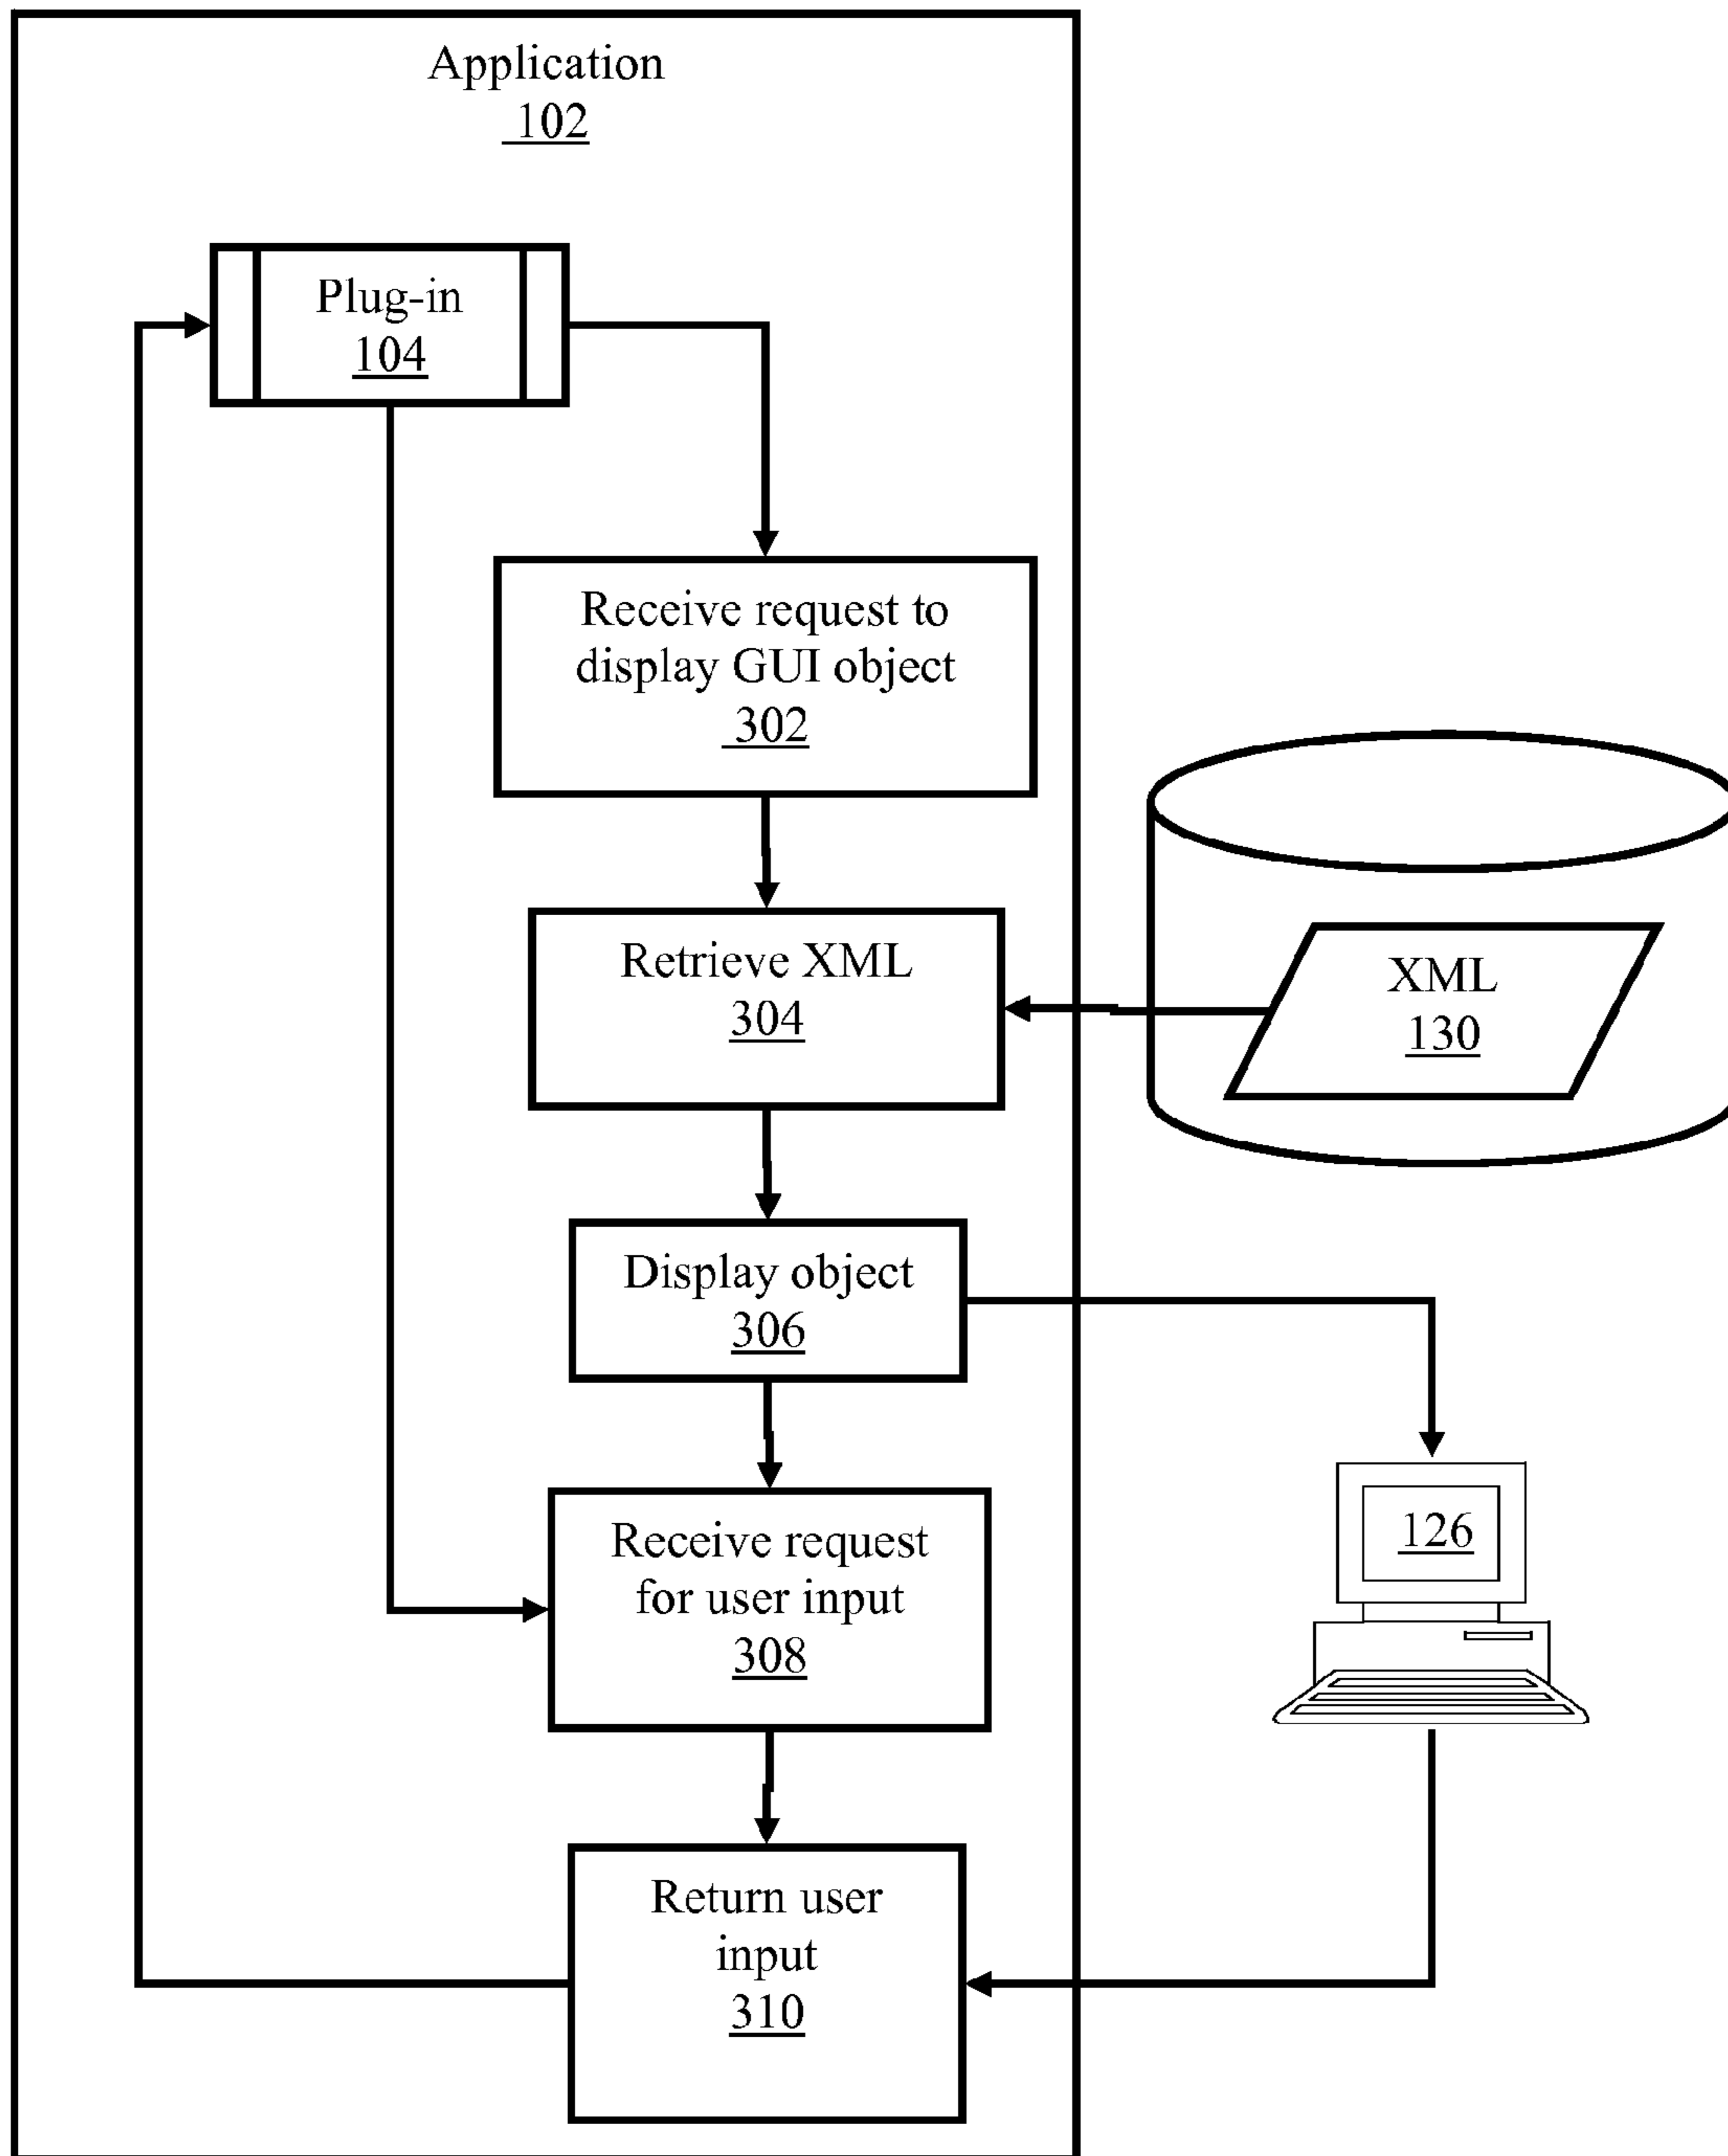 Application
102
Plug-in
104
Receive request to
display GUI object
302
Retrieve XML
304
XML
130
Display object
306
Receive request
for user input
308
126
Return user
input
310